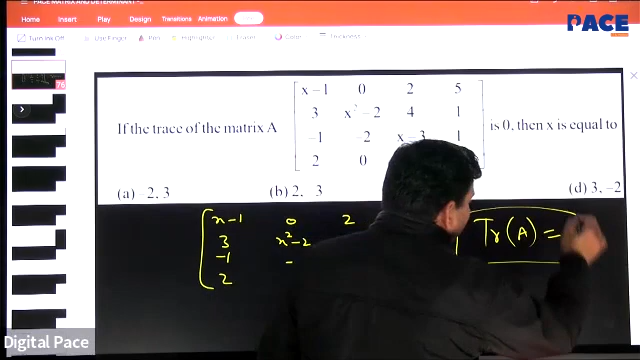 PACE MATRIX AND DETERMINANT
Home Insert Play Design Transitions Animation
PACE
Turn Ink Off Use Finger Pen Highlighter Eraser Color Thickness
76
x – 1 0 2 5
3 x² – 2 4 1
If the trace of the matrix A is 0, then x is equal to
–1 –2 x – 3 1
2 0
(a) –2, 3 (b) 2, 3 (d) 3, –2
x – 1 0 2
3 x² – 2
–1 –
2
Tr(A) =
Digital Pace